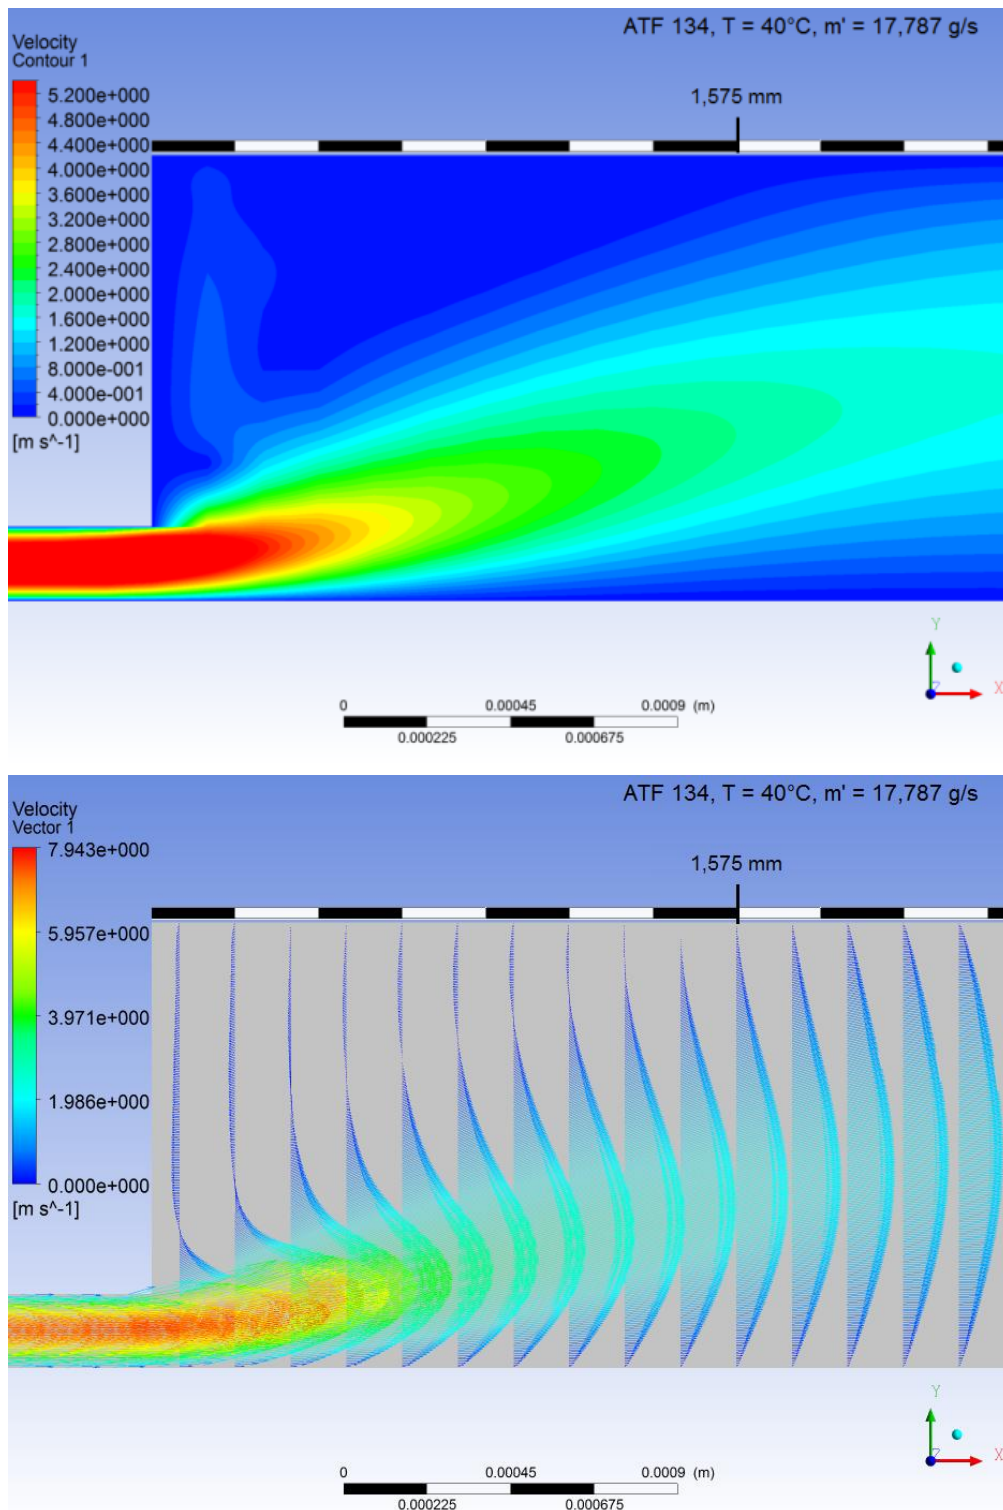 ATF 134, T = 40°C, m' = 17,787 g/s
Velocity
Contour 1
1,575 mm
5.200e+000
4.800e+000
4.400e+000
4.000e+000
3.600e+000
3.200e+000
2.800e+000
2.400e+000
2.000e+000
1.600e+000
1.200e+000
8.000e-001
4.000e-001
0.000e+000
[m s^-1]
Y
Z
X
0 0.00045 0.0009 (m)
0.000225 0.000675
ATF 134, T = 40°C, m' = 17,787 g/s
Velocity
Vector 1
1,575 mm
7.943e+000
5.957e+000
3.971e+000
1.986e+000
0.000e+000
[m s^-1]
Y
Z
X
0 0.00045 0.0009 (m)
0.000225 0.000675